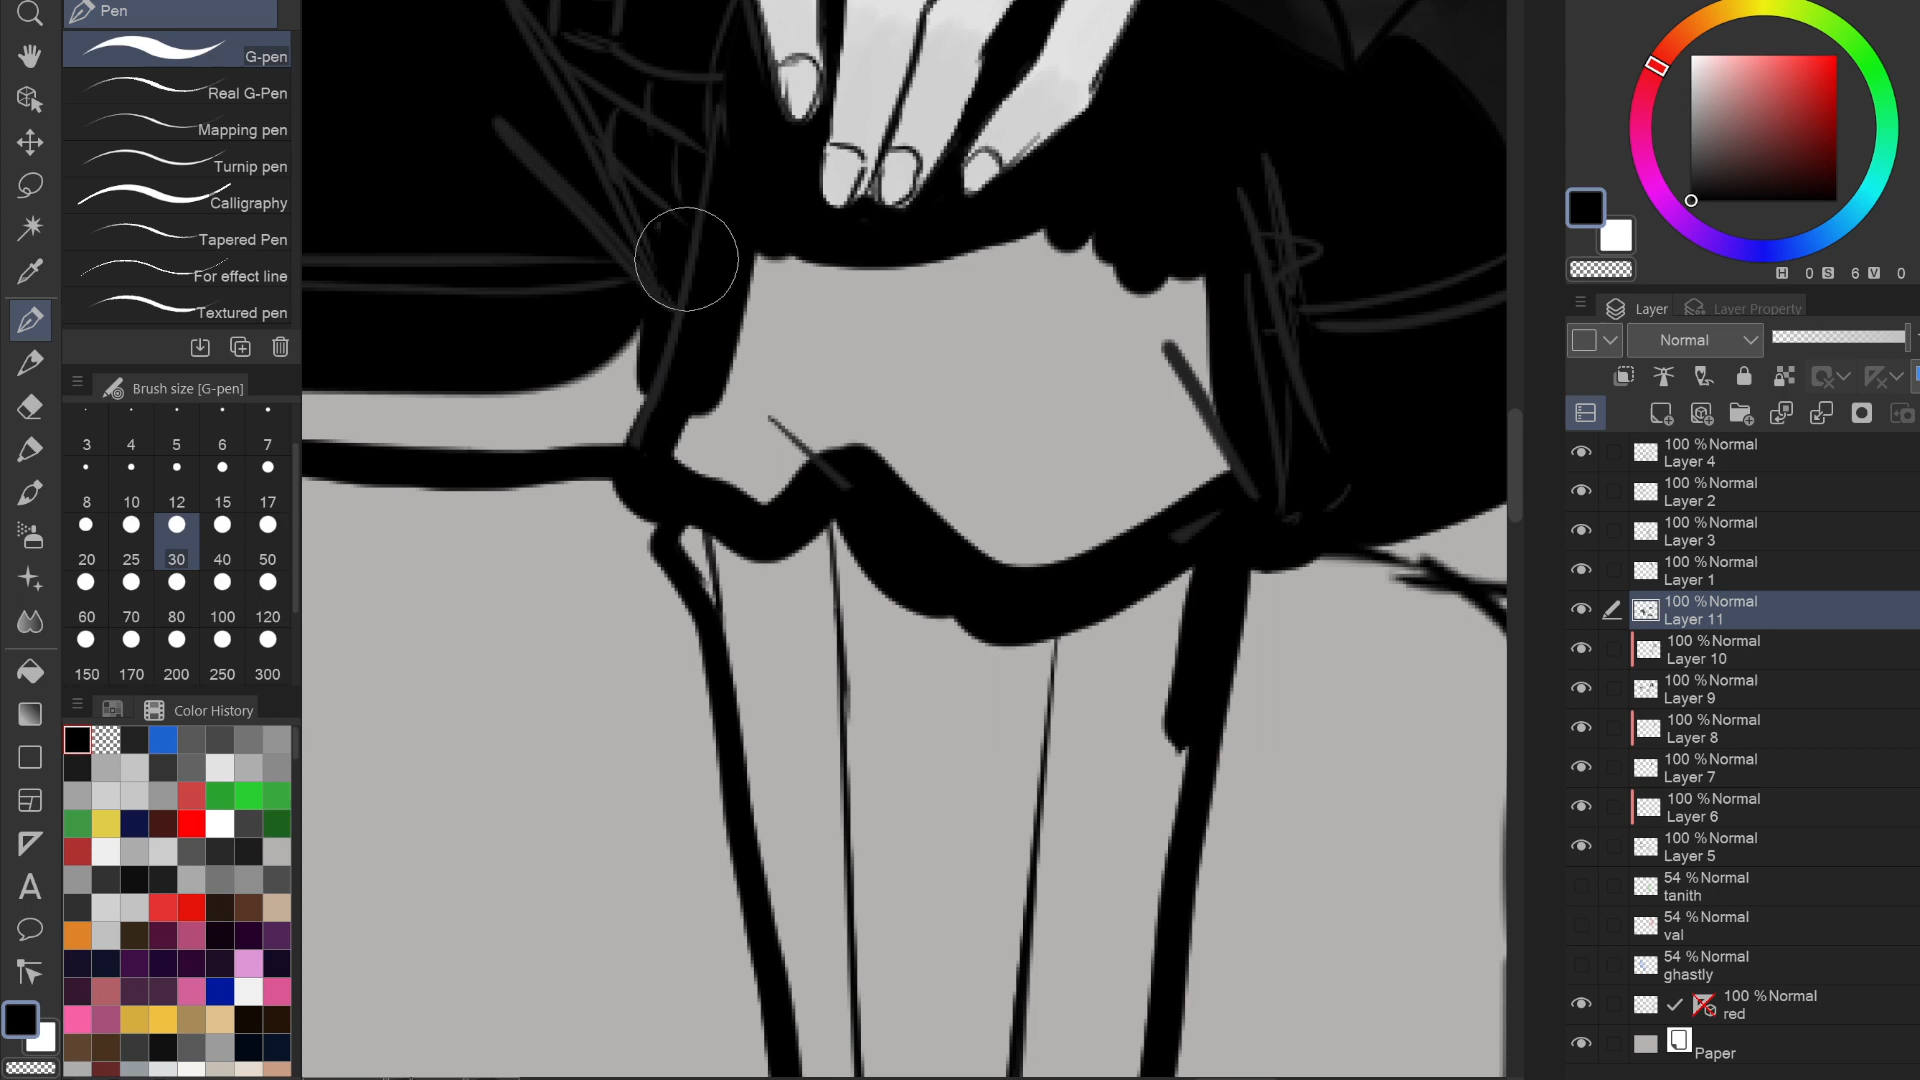 Pen
G-pen
Real G-Pen
Mapping pen
Turnip pen
Calligraphy
Tapered Pen
For effect line
Textured pen
Brush size [G-pen]
3 4 5 6 7
8 10 12 15 17
20 25 30 40 50
60 70 80 100 120
150 170 200 250 300
Color History
H 0 S 6 V 0
Layer
Layer Property
Normal
100 %Normal
Layer 4
100 %Normal
Layer 2
100 %Normal
Layer 3
100 %Normal
Layer 1
100 %Normal
Layer 11
100 %Normal
Layer 10
100 %Normal
Layer 9
100 %Normal
Layer 8
100 %Normal
Layer 7
100 %Normal
Layer 6
100 %Normal
Layer 5
54 %Normal
tanith
54 %Normal
val
54 %Normal
ghastly
100 %Normal
red
Paper